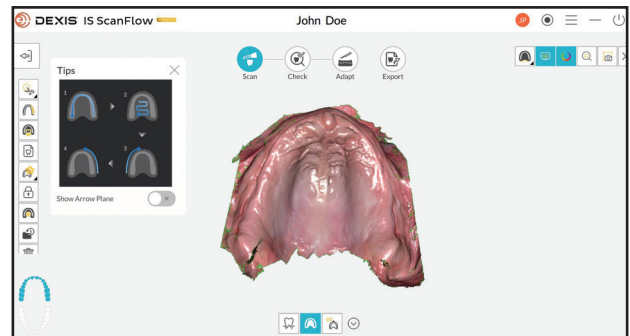 DEXIS IS ScanFlow
John Doe
JP
Tips
1
2
4
3
Show Arrow Plane
Scan
Check
Adapt
Export